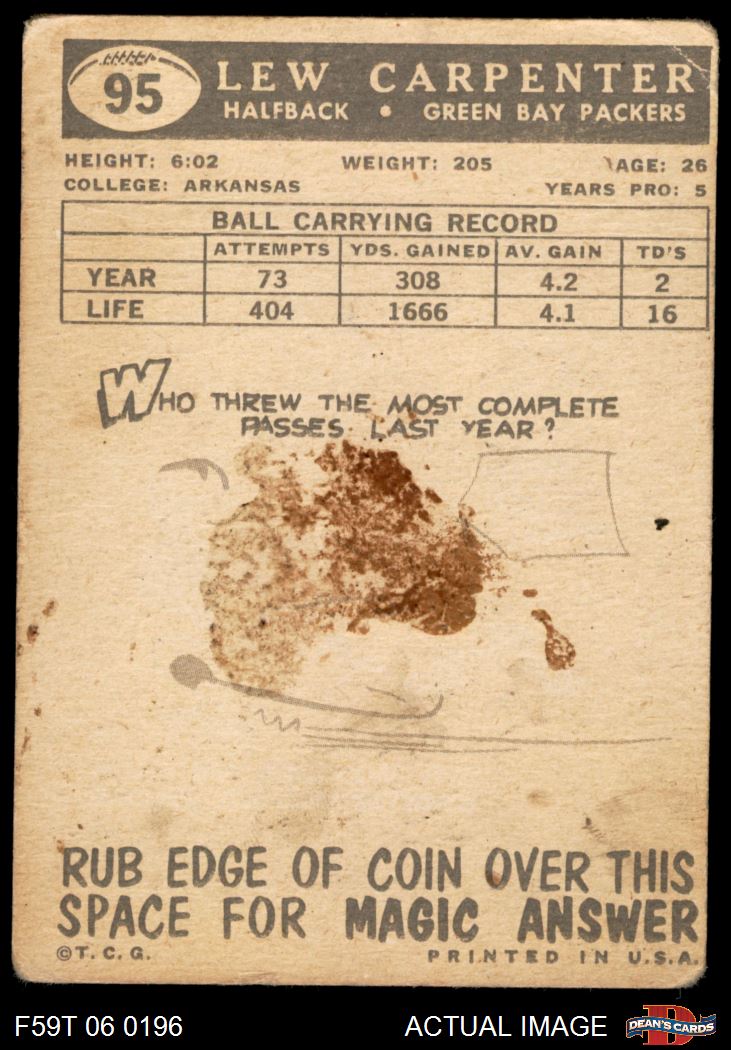 95
LEW CARPENTER
HALFBACK • GREEN BAY PACKERS
HEIGHT: 6:02 WEIGHT: 205 AGE: 26
COLLEGE: ARKANSAS YEARS PRO: 5
BALL CARRYING RECORD
ATTEMPTS YDS. GAINED AV. GAIN TD'S
YEAR 73 308 4.2 2
LIFE 404 1666 4.1 16
WHO THREW THE MOST COMPLETE
PASSES LAST YEAR?
RUB EDGE OF COIN OVER THIS
SPACE FOR MAGIC ANSWER
©T.C.G. PRINTED IN U.S.A.
F59T 06 0196 ACTUAL IMAGE DEAN'S CARDS